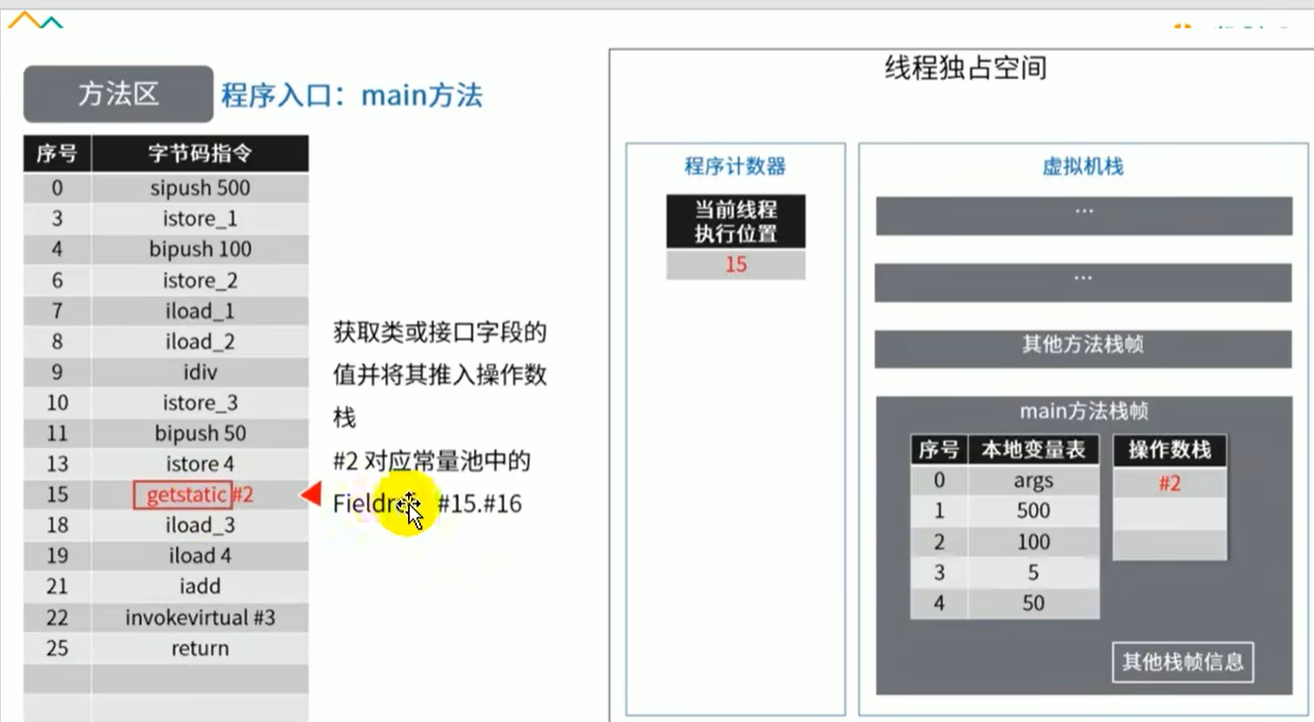 方法区 程序入口：main方法
序号 字节码指令
0 sipush 500
3 istore_1
4 bipush 100
6 istore_2
7 iload_1
8 iload_2
9 idiv
10 istore_3
11 bipush 50
13 istore 4
15 getstatic #2
18 iload_3
19 iload 4
21 iadd
22 invokevirtual #3
25 return
获取类或接口字段的
值并将其推入操作数
栈
#2 对应常量池中的
#15.#16
线程独占空间
程序计数器
当前线程
执行位置
15
虚拟机栈
...
...
其他方法栈帧
main方法栈帧
序号 本地变量表
0 args
1 500
2 100
3 5
4 50
操作数栈
#2
其他栈帧信息